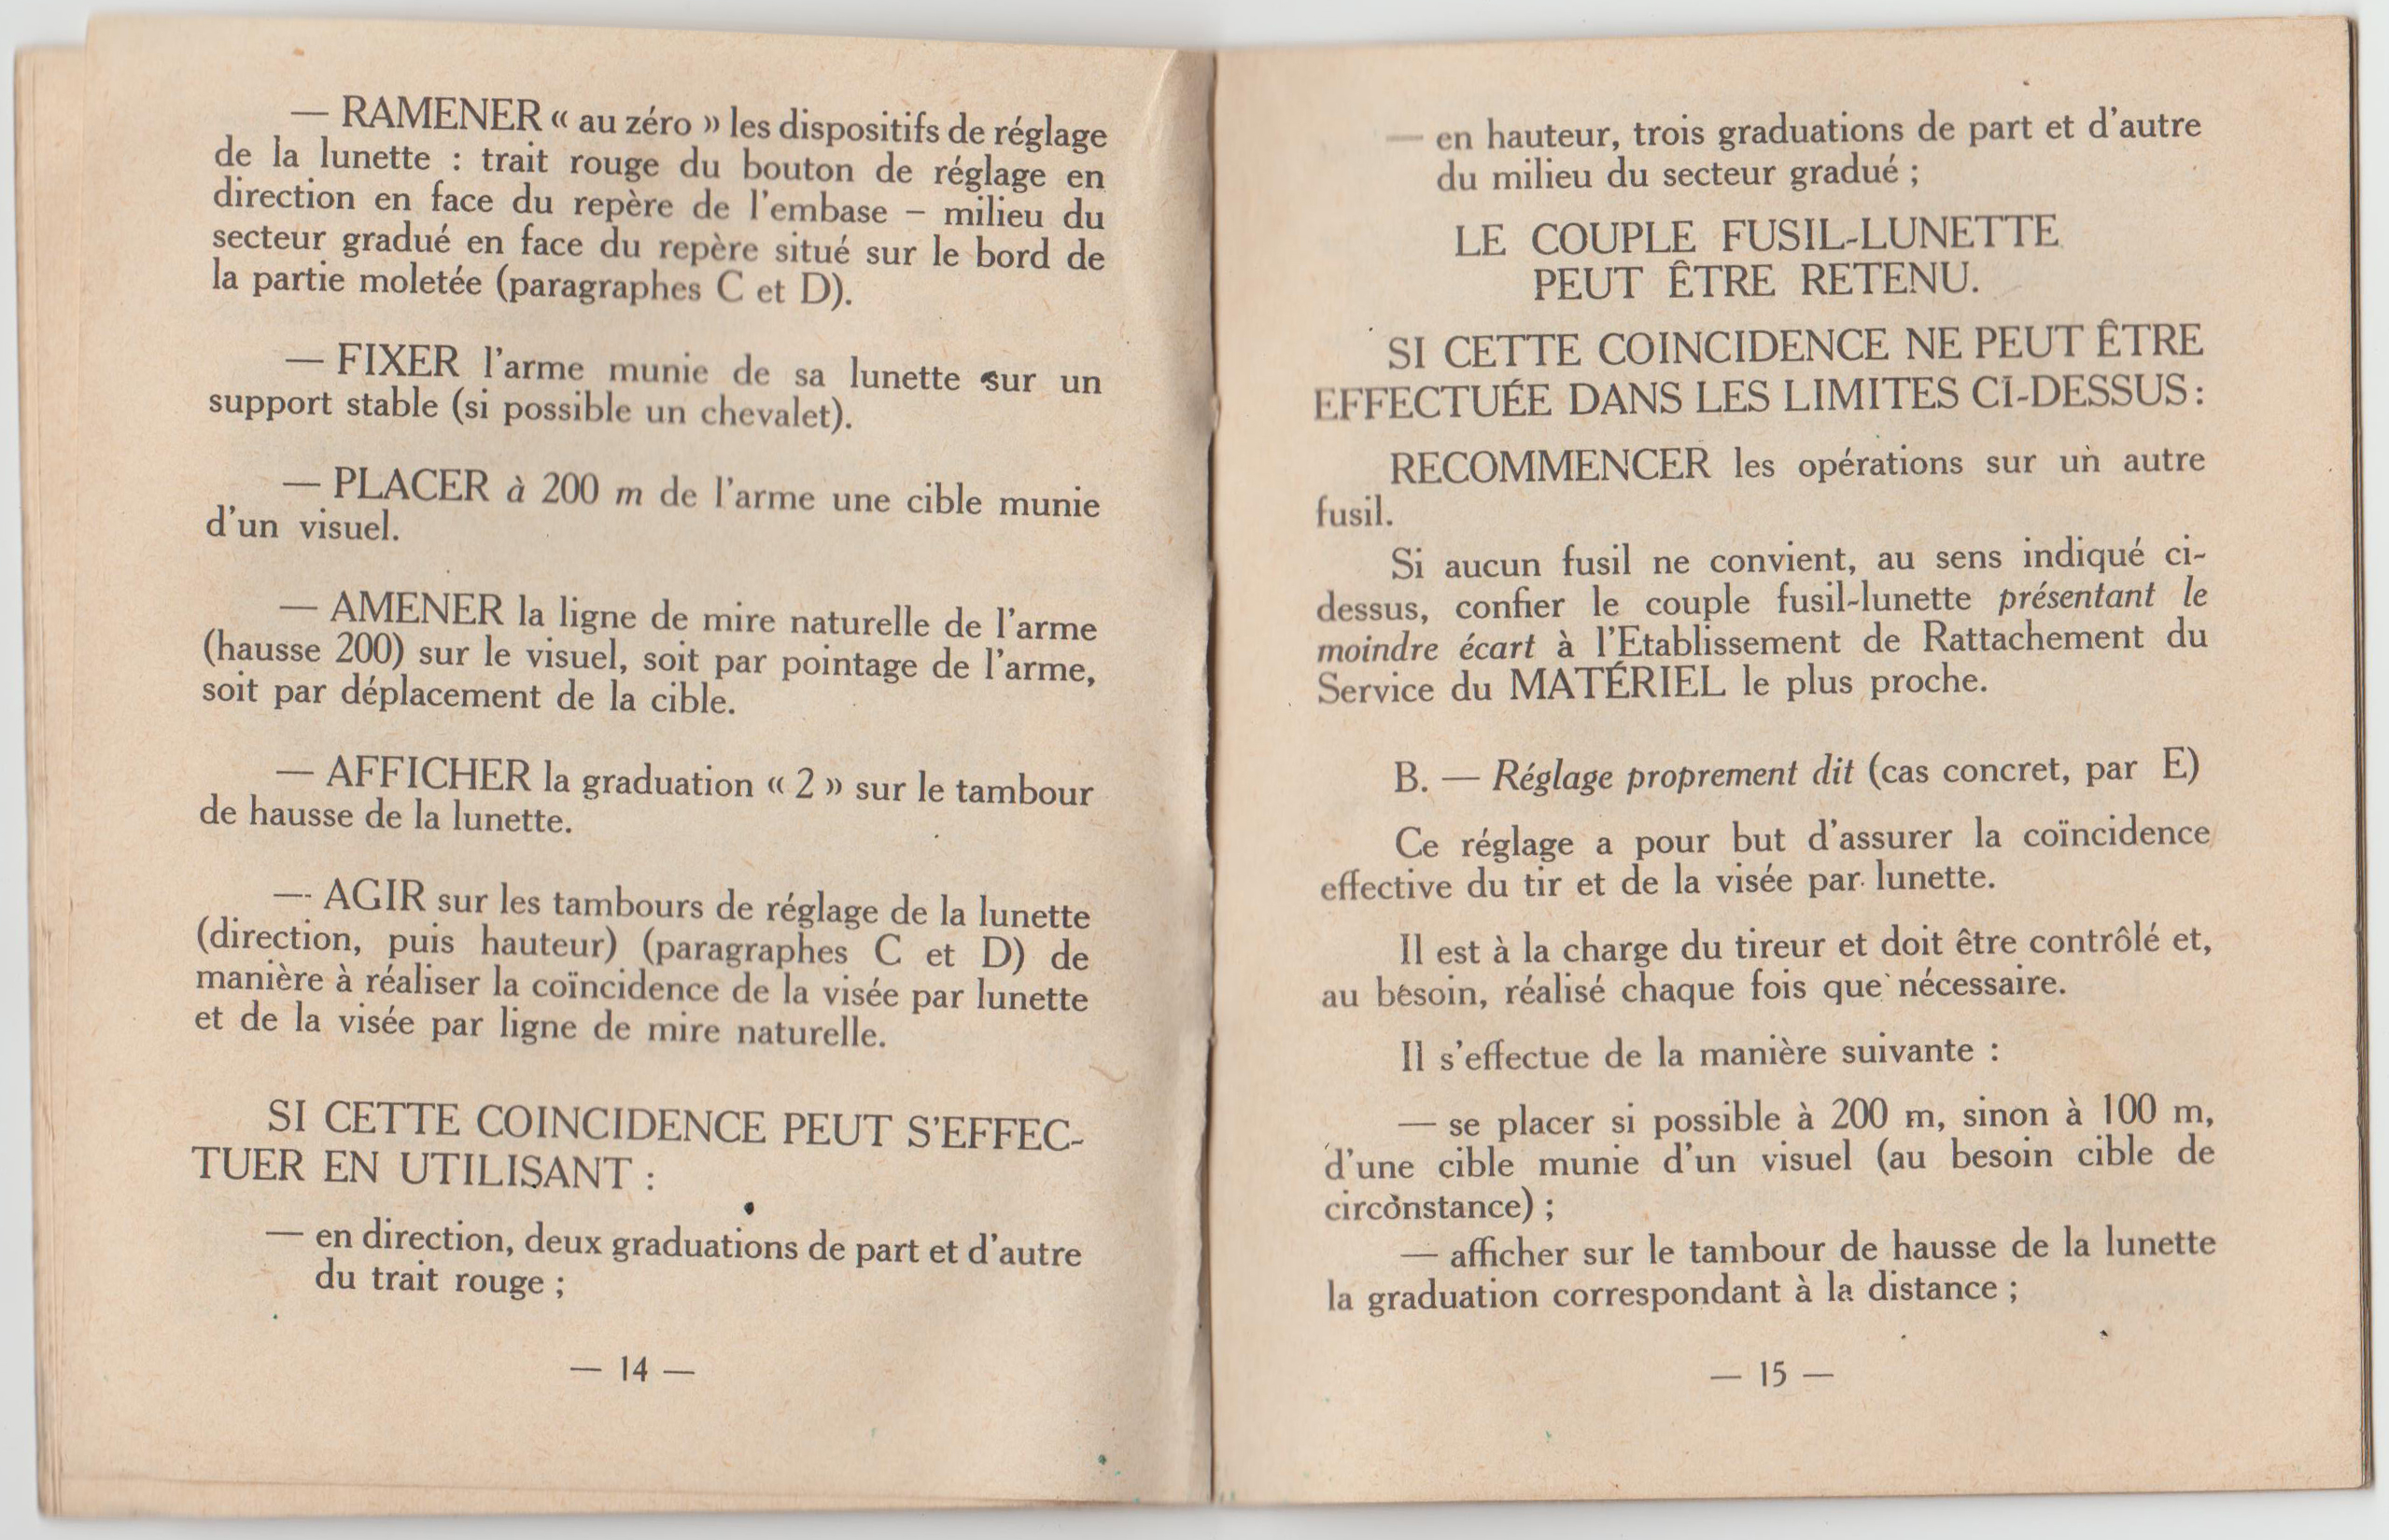 — RAMENER « au zéro » les dispositifs de réglage
de la lunette : trait rouge du bouton de réglage en
direction en face du repère de l'embase – milieu du
secteur gradué en face du repère situé sur le bord de
la partie moletée (paragraphes C et D).
— FIXER l'arme munie de sa lunette sur un
support stable (si possible un chevalet).
— PLACER à 200 m de l'arme une cible munie
d'un visuel.
— AMENER la ligne de mire naturelle de l'arme
(hausse 200) sur le visuel, soit par pointage de l'arme,
soit par déplacement de la cible.
— AFFICHER la graduation « 2 » sur le tambour
de hausse de la lunette.
— AGIR sur les tambours de réglage de la lunette
(direction, puis hauteur) (paragraphes C et D) de
manière à réaliser la coïncidence de la visée par lunette
et de la visée par ligne de mire naturelle.
SI CETTE COINCIDENCE PEUT S'EFFEC-
TUER EN UTILISANT :
— en direction, deux graduations de part et d'autre
du trait rouge ;
— 14 —
— en hauteur, trois graduations de part et d'autre
du milieu du secteur gradué ;
LE COUPLE FUSIL-LUNETTE
PEUT ÊTRE RETENU.
SI CETTE COINCIDENCE NE PEUT ÊTRE
EFFECTUÉE DANS LES LIMITES CI-DESSUS :
RECOMMENCER les opérations sur un autre
fusil.
Si aucun fusil ne convient, au sens indiqué ci-
dessus, confier le couple fusil-lunette présentant le
moindre écart à l'Etablissement de Rattachement du
Service du MATÉRIEL le plus proche.
B. — Réglage proprement dit (cas concret, par E)
Ce réglage a pour but d'assurer la coïncidence
effective du tir et de la visée par lunette.
Il est à la charge du tireur et doit être contrôlé et,
au besoin, réalisé chaque fois que nécessaire.
Il s'effectue de la manière suivante :
— se placer si possible à 200 m, sinon à 100 m,
d'une cible munie d'un visuel (au besoin cible de
circonstance) ;
— afficher sur le tambour de hausse de la lunette
la graduation correspondant à la distance ;
— 15 —